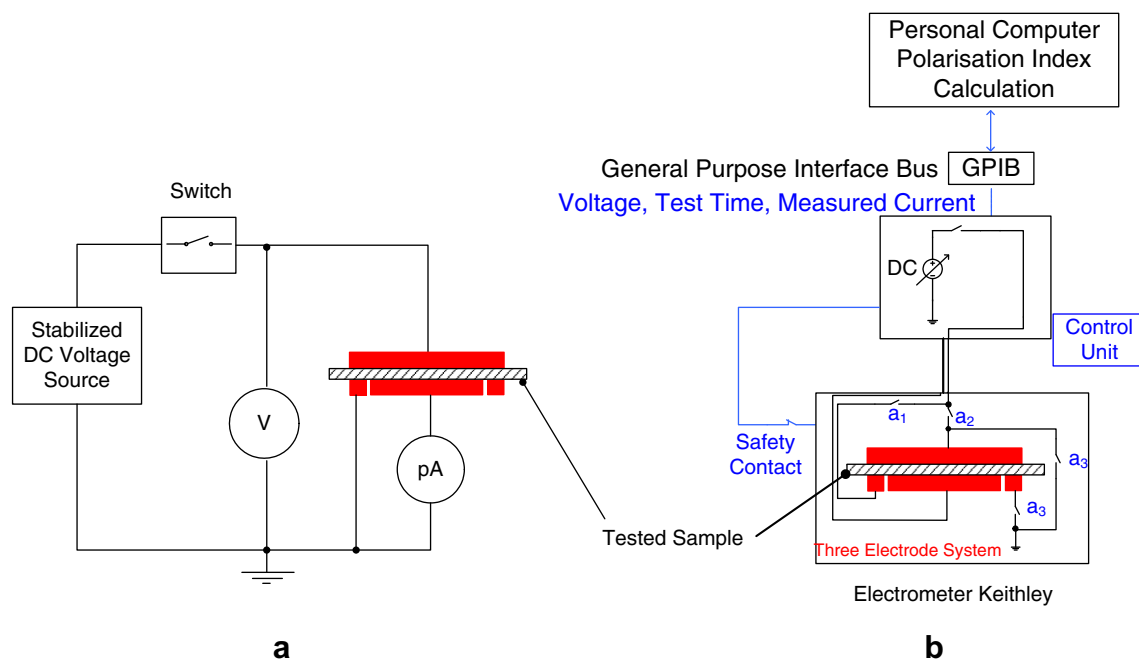 Switch
Stabilized
DC Voltage
Source
V
pA
Tested Sample
a
Personal Computer
Polarisation Index
Calculation
General Purpose Interface Bus
GPIB
Voltage, Test Time, Measured Current
DC
Control
Unit
Safety
Contact
a1
a2
a3
a3
Three Electrode System
Electrometer Keithley
b